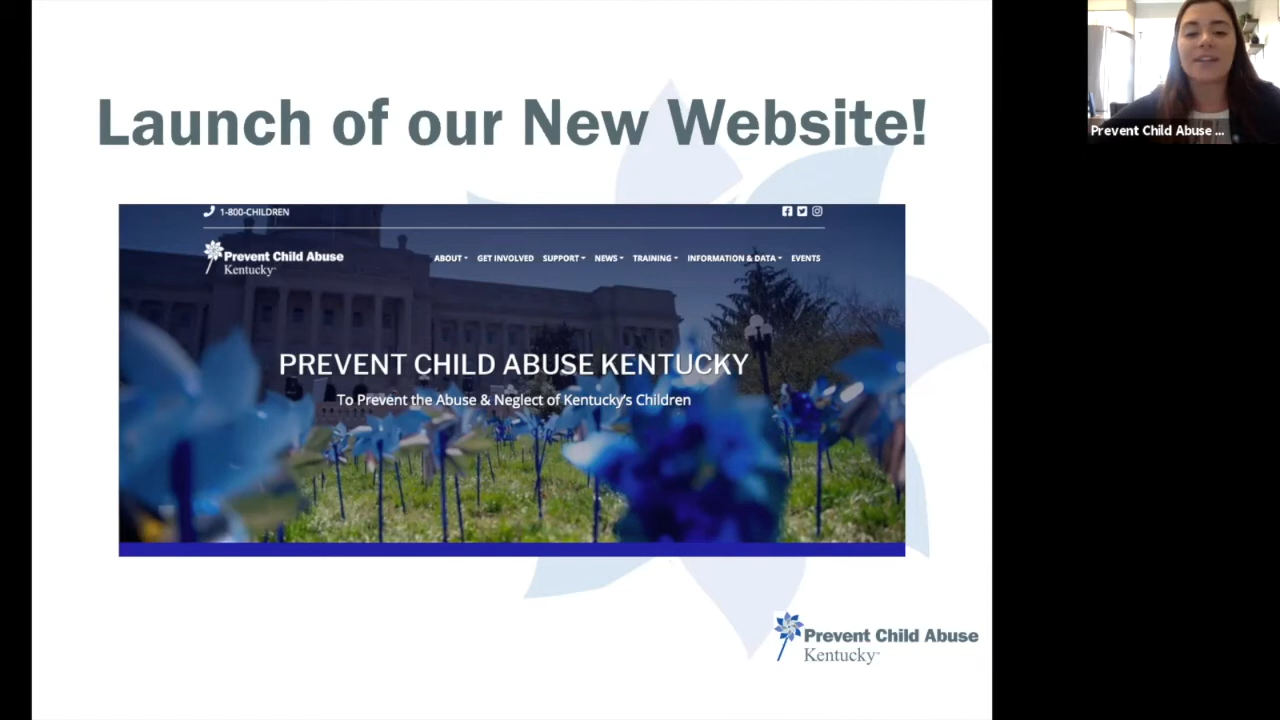 Launch of our New Website!
1-800-CHILDREN
Prevent Child Abuse
Kentucky
ABOUT GET INVOLVED SUPPORT NEWS TRAINING INFORMATION & DATA EVENTS
PREVENT CHILD ABUSE KENTUCKY
To Prevent the Abuse & Neglect of Kentucky's Children
Prevent Child Abuse
Kentucky™
Prevent Child Abuse ...